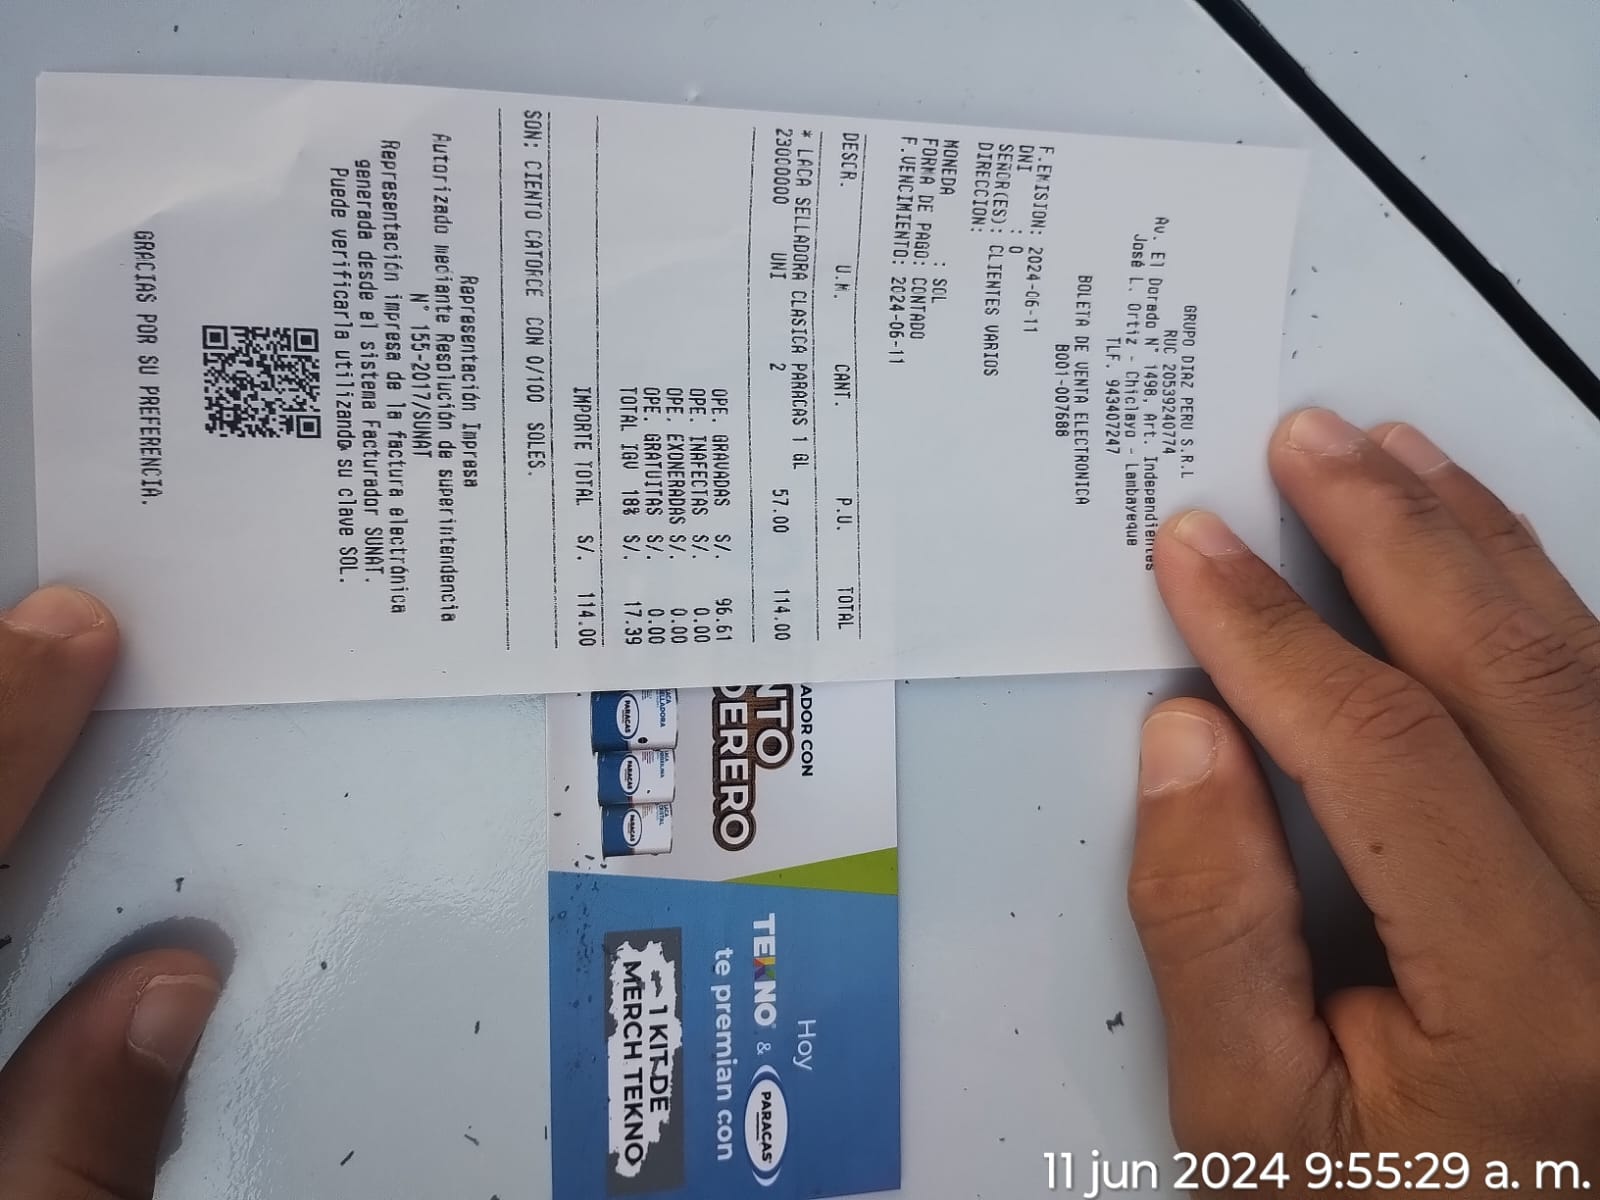 GRUPO DIAZ PERU S.R.L
RUC 20539240774
Av. El Dorado N° 1498, Art. Independientes
José L. Ortiz - Chiclayo - Lambayeque
TLF. 943407247
BOLETA DE VENTA ELECTRONICA
B001-007688
F.EMISION: 2024-06-11
DNI : 0
SEÑOR(ES): CLIENTES VARIOS
DIRECCION:
MONEDA : SOL
FORMA DE PAGO: CONTADO
F.VENCIMIENTO: 2024-06-11
DESCR. U.M. CANT. P.U. TOTAL
* LACA SELLADORA CLASICA PARACAS 1 GL
23000000 UNI 2 57.00 114.00
OPE. GRAVADAS S/. 96.61
OPE. INAFECTAS S/. 0.00
OPE. EXONERADAS S/. 0.00
OPE. GRATUITAS S/. 0.00
TOTAL IGV 18% S/. 17.39
IMPORTE TOTAL S/. 114.00
SON: CIENTO CATORCE CON 0/100 SOLES.
Representación Impresa
Autorizado mediante Resolución de superintendencia
N° 155-2017/SUNAT
Representación impresa de la factura electrónica
generada desde el sistema Facturador SUNAT.
Puede verificarla utilizando su clave SOL.
GRACIAS POR SU PREFERENCIA.
ADOR CON
NTO
DERERO
PARACAS
PARACAS
PARACAS
Hoy
TEKNO & PARACAS
te premian con
1 KIT DE
MERCH TEKNO
11 jun 2024 9:55:29 a. m.